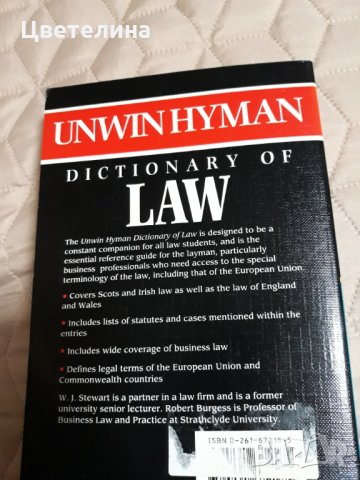 Цветелина
UNWIN HYMAN
DICTIONARY OF
LAW
The Unwin Hyman Dictionary of Law is designed to be a
constant companion for all law students, and is the
essential reference guide for the layman, particularly
business professionals who need access to the special
terminology of the law, including that of the European Union.
• Covers Scots and Irish law as well as the law of England
and Wales
• Includes lists of statutes and cases mentioned within the
entries
• Includes wide coverage of business law
• Defines legal terms of the European Union and
Commonwealth countries
W. J. Stewart is a partner in a law firm and is a former
university senior lecturer. Robert Burgess is Professor of
Business Law and Practice at Strathclyde University.
ISBN 0-261-